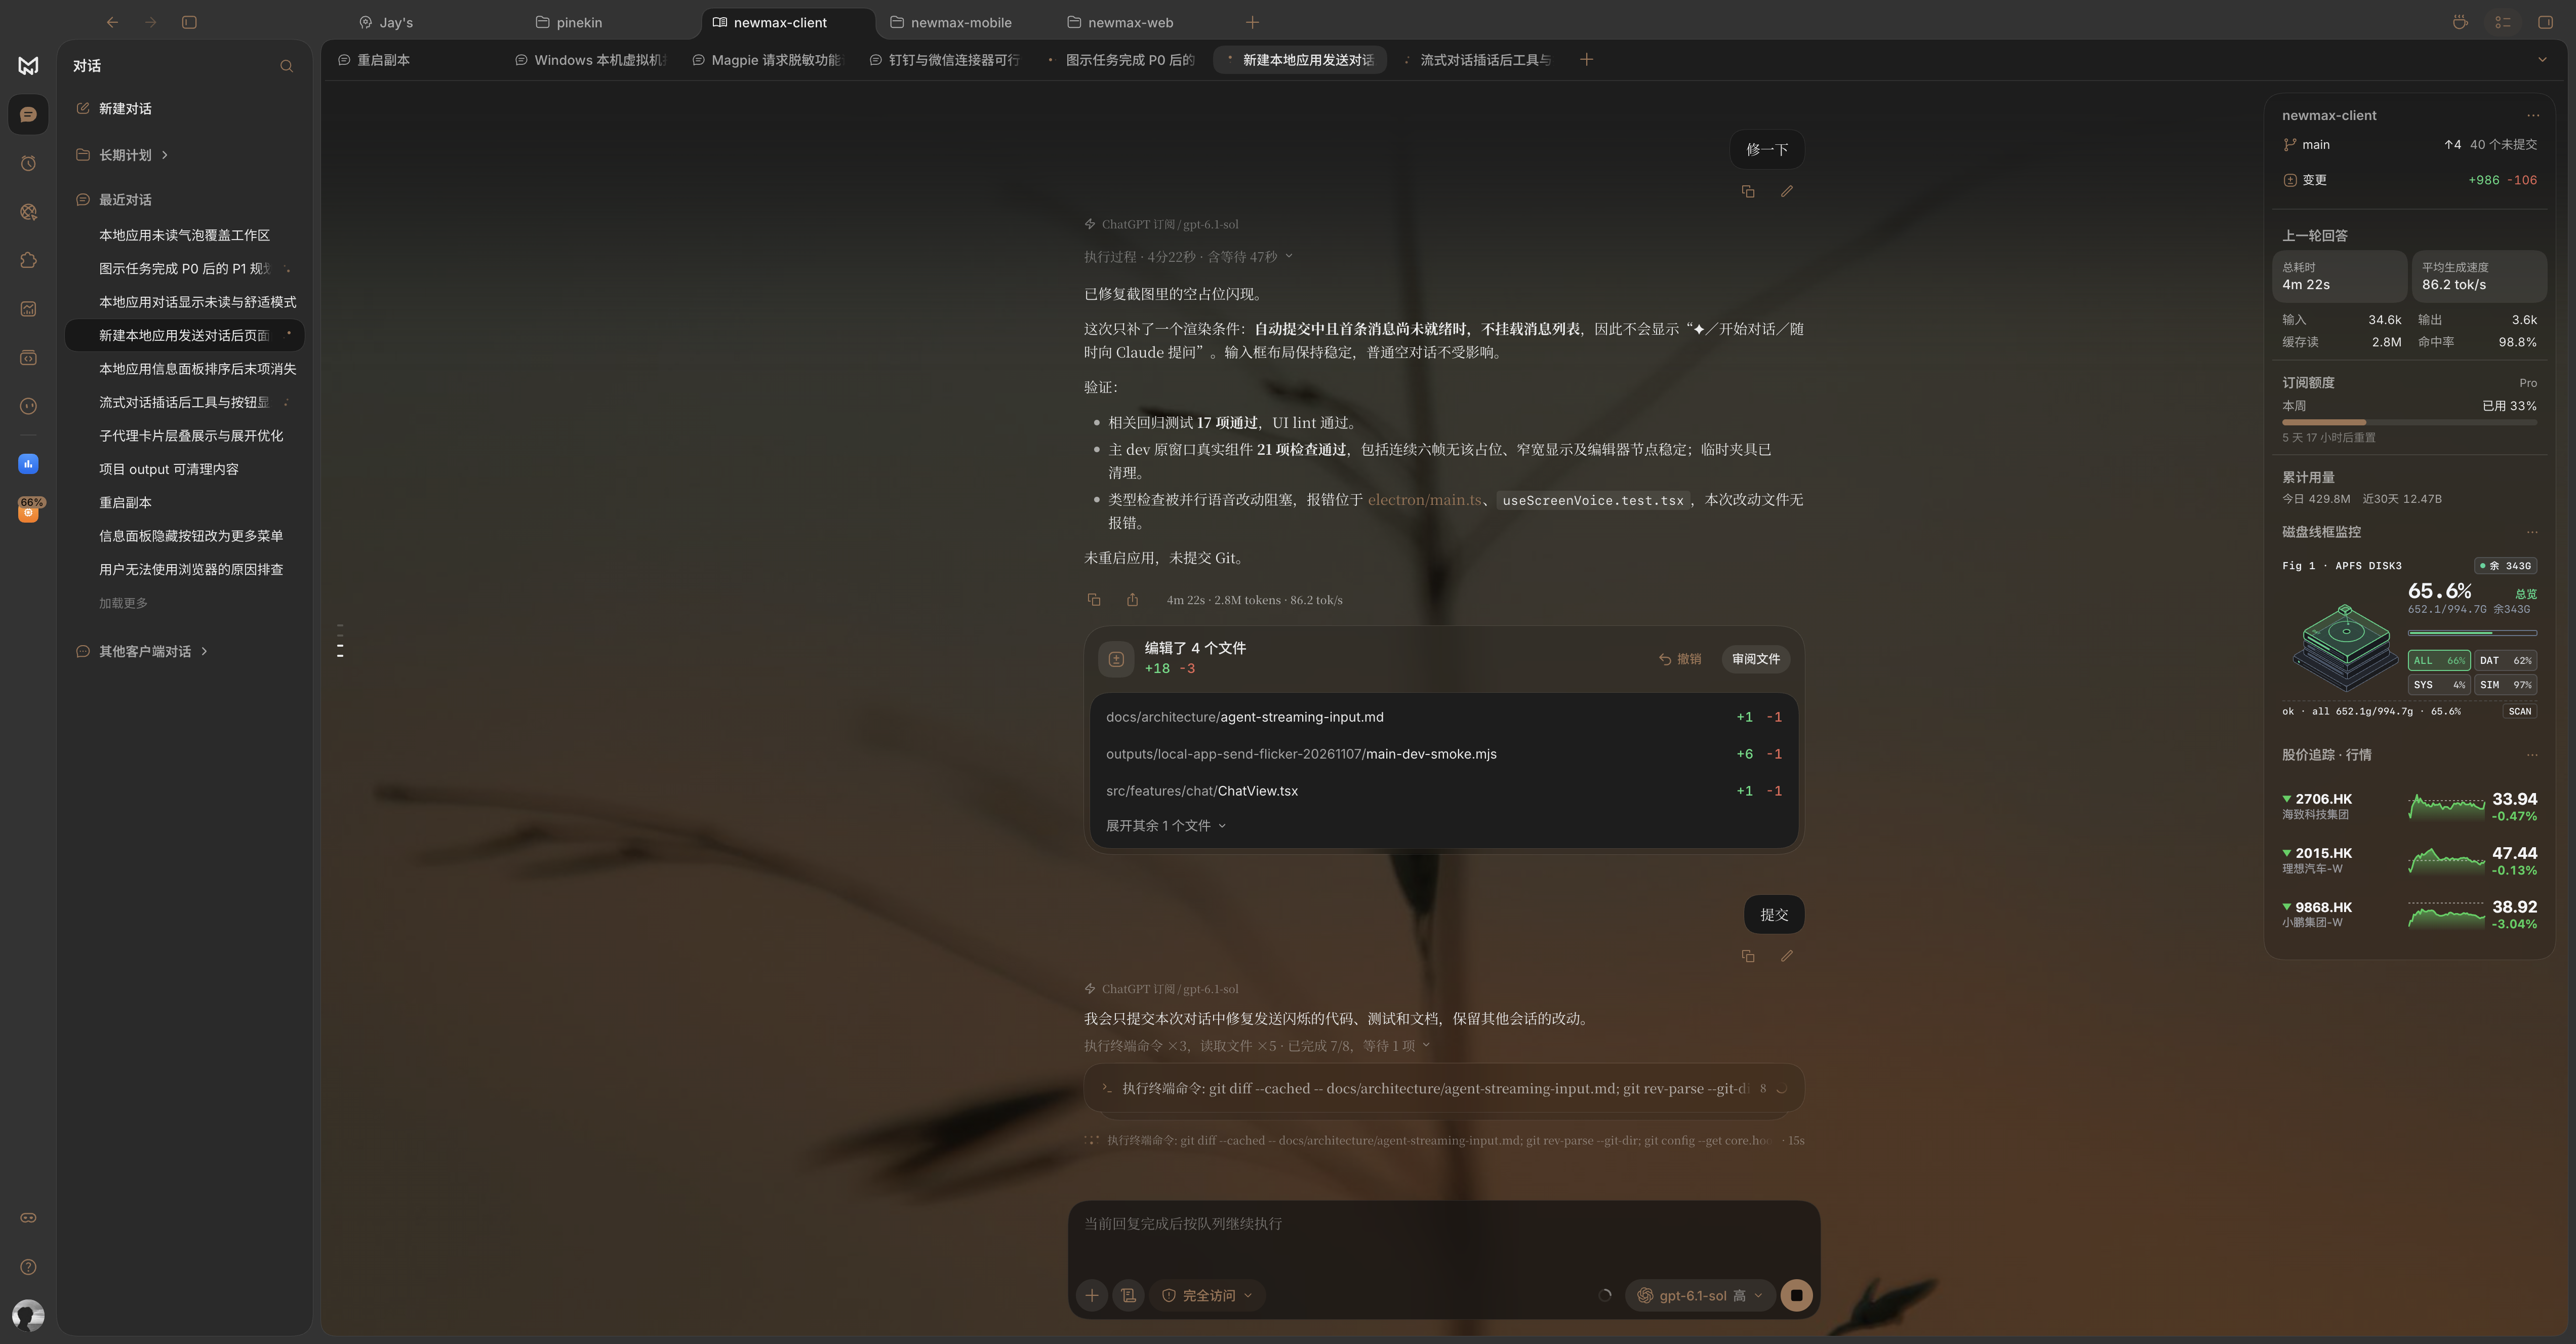 Jay's
pinekin
newmax-client
newmax-mobile
newmax-web
对话
新建对话
长期计划
最近对话
本地应用未读气泡覆盖工作区
图示任务完成 P0 后的 P1 规
本地应用对话显示未读与舒适模式
新建本地应用发送对话后页面
本地应用信息面板排序后末项消失
流式对话插话后工具与按钮显
子代理卡片层叠展示与展开优化
项目 output 可清理内容
重启副本
信息面板隐藏按钮改为更多菜单
用户无法使用浏览器的原因排查
加载更多
其他客户端对话
66%
重启副本
Windows 本机虚拟机
Magpie 请求脱敏功能
钉钉与微信连接器可行
图示任务完成 P0 后的
新建本地应用发送对话
流式对话插话后工具与
修一下
ChatGPT 订阅 / gpt-6.1-sol
执行过程 · 4分22秒 · 含等待 47秒
已修复截图里的空占位闪现。
这次只补了一个渲染条件：自动提交中且首条消息尚未就绪时，不挂载消息列表，因此不会显示“✦／开始对话／随
时向 Claude 提问”。输入框布局保持稳定，普通空对话不受影响。
验证：
相关回归测试 17 项通过，UI lint 通过。
主 dev 原窗口真实组件 21 项检查通过，包括连续六帧无该占位、窄宽显示及编辑器节点稳定；临时夹具已
清理。
类型检查被并行语音改动阻塞，报错位于 electron/main.ts、useScreenVoice.test.tsx，本次改动文件无
报错。
未重启应用，未提交 Git。
4m 22s · 2.8M tokens · 86.2 tok/s
编辑了 4 个文件
+18 -3
撤销
审阅文件
docs/architecture/agent-streaming-input.md +1 -1
outputs/local-app-send-flicker-20261107/main-dev-smoke.mjs +6 -1
src/features/chat/ChatView.tsx +1 -1
展开其余 1 个文件
提交
ChatGPT 订阅 / gpt-6.1-sol
我会只提交本次对话中修复发送闪烁的代码、测试和文档，保留其他会话的改动。
执行终端命令 ×3，读取文件 ×5 · 已完成 7/8，等待 1 项
执行终端命令: git diff --cached -- docs/architecture/agent-streaming-input.md; git rev-parse --git-di 8
执行终端命令: git diff --cached -- docs/architecture/agent-streaming-input.md; git rev-parse --git-dir; git config --get core.hoo · 15s
当前回复完成后按队列继续执行
完全访问
gpt-6.1-sol 高
newmax-client
main ↑4 40 个未提交
变更 +986 -106
上一轮回答
总耗时
4m 22s
平均生成速度
86.2 tok/s
输入 34.6k 输出 3.6k
缓存读 2.8M 命中率 98.8%
订阅额度 Pro
本周 已用 33%
5 天 17 小时后重置
累计用量
今日 429.8M 近30天 12.47B
磁盘线框监控
Fig 1 · APFS DISK3 余 343G
65.6% 总览
652.1/994.7G 余343G
ALL 66% DAT 62%
SYS 4% SIM 97%
ok · all 652.1g/994.7g · 65.6% SCAN
股价追踪 · 行情
2706.HK 33.94
海致科技集团 -0.47%
2015.HK 47.44
理想汽车-W -0.13%
9868.HK 38.92
小鹏集团-W -3.04%